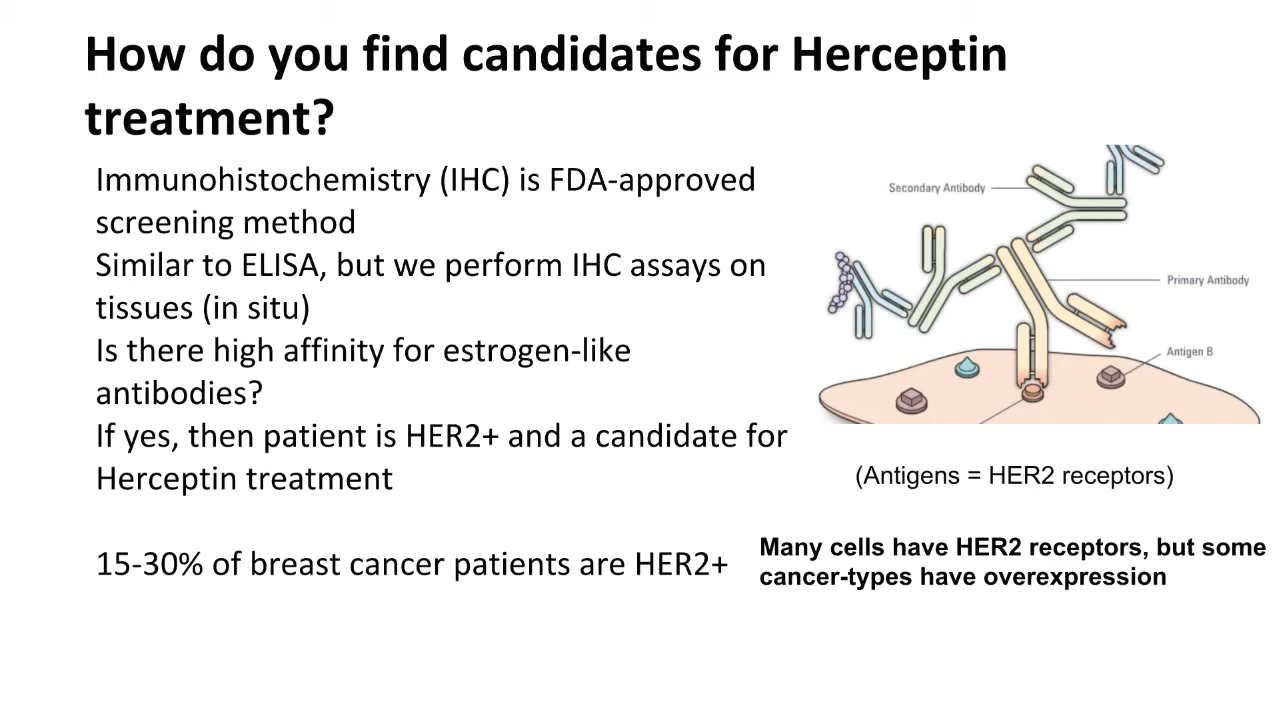 How do you find candidates for Herceptin
treatment?
Immunohistochemistry (IHC) is FDA-approved
screening method
Similar to ELISA, but we perform IHC assays on
tissues (in situ)
Is there high affinity for estrogen-like
antibodies?
If yes, then patient is HER2+ and a candidate for
Herceptin treatment
15-30% of breast cancer patients are HER2+
Secondary Antibody
Primary Antibody
Antigen B
(Antigens = HER2 receptors)
Many cells have HER2 receptors, but some
cancer-types have overexpression